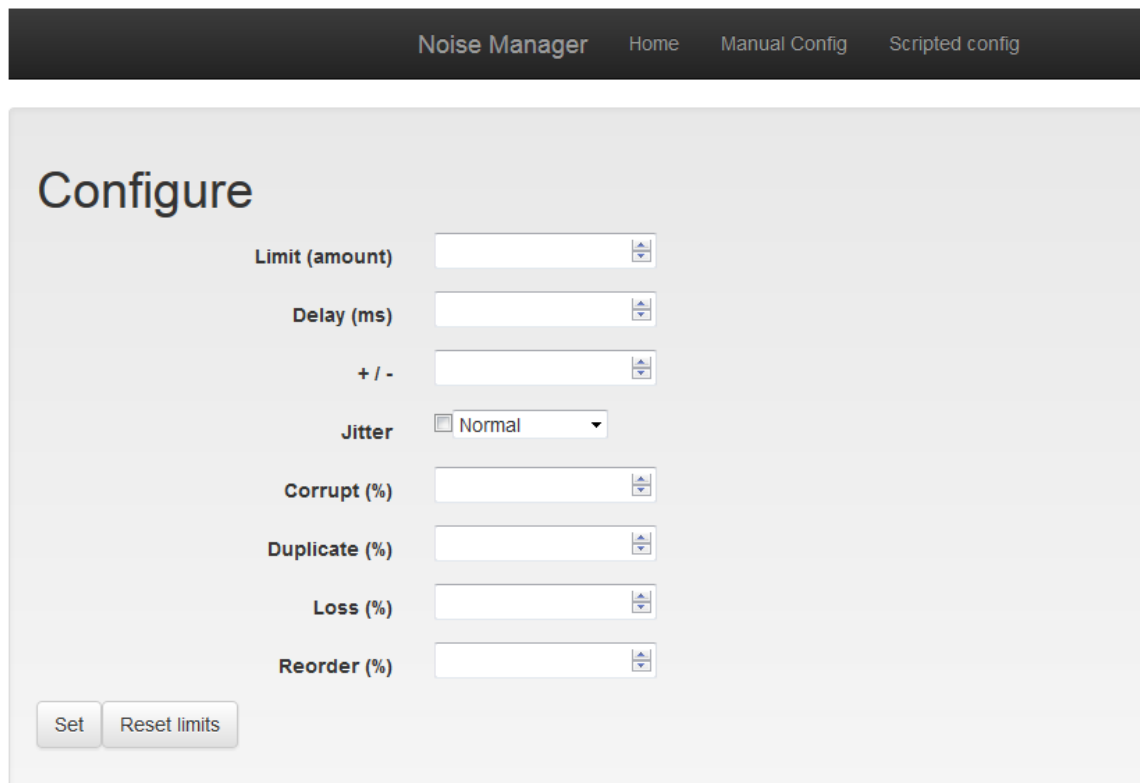 Noise Manager Home Manual Config Scripted config
Configure
Limit (amount)
Delay (ms)
+ / -
Jitter Normal
Corrupt (%)
Duplicate (%)
Loss (%)
Reorder (%)
Set Reset limits